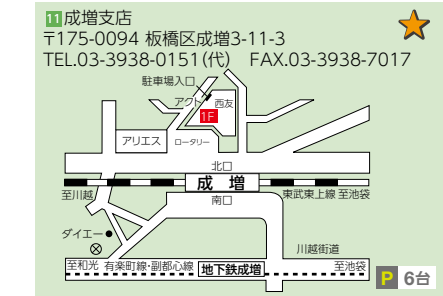 11 成増支店
〒175-0094 板橋区成増3-11-3
TEL.03-3938-0151(代) FAX.03-3938-7017
駐車場入口
アクト
西友
1F
アリエス
ロータリー
北口
成増
至川越
東武東上線 至池袋
南口
ダイエー
川越街道
至和光 有楽町線・副都心線 地下鉄成増 至池袋
P 6台